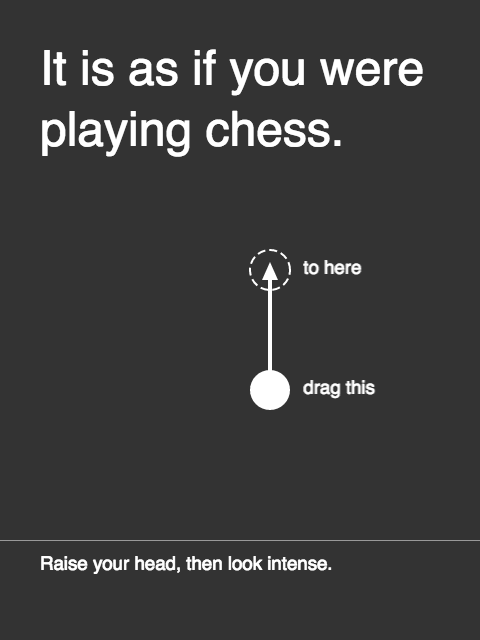 It is as if you were
playing chess.
to here
drag this
Raise your head, then look intense.